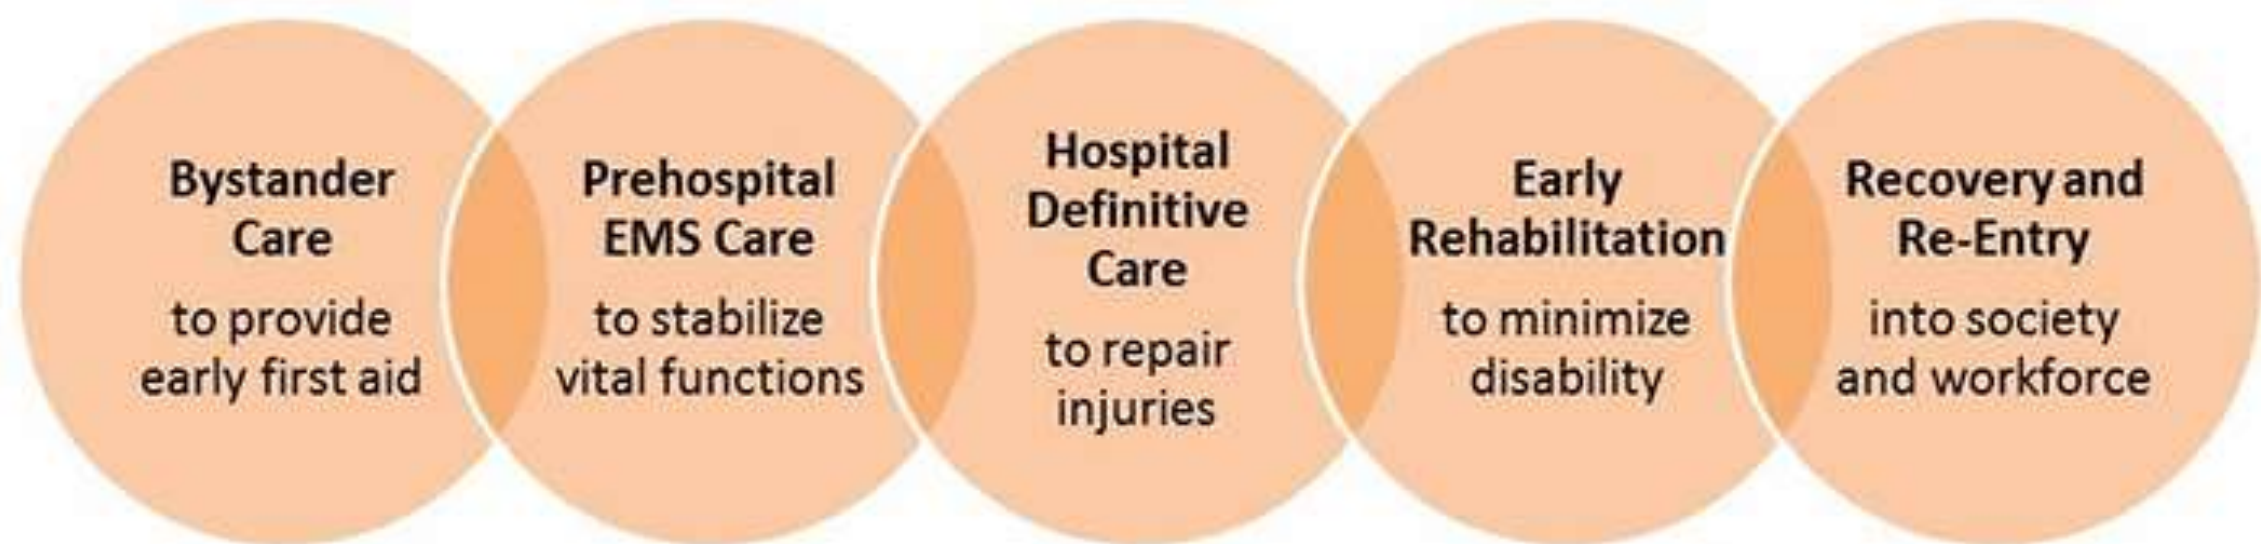 Bystander
Care
to provide
early first aid
Prehospital
EMS Care
to stabilize
vital functions
Hospital
Definitive
Care
to repair
injuries
Early
Rehabilitation
to minimize
disability
Recovery and
Re-Entry
into society
and workforce